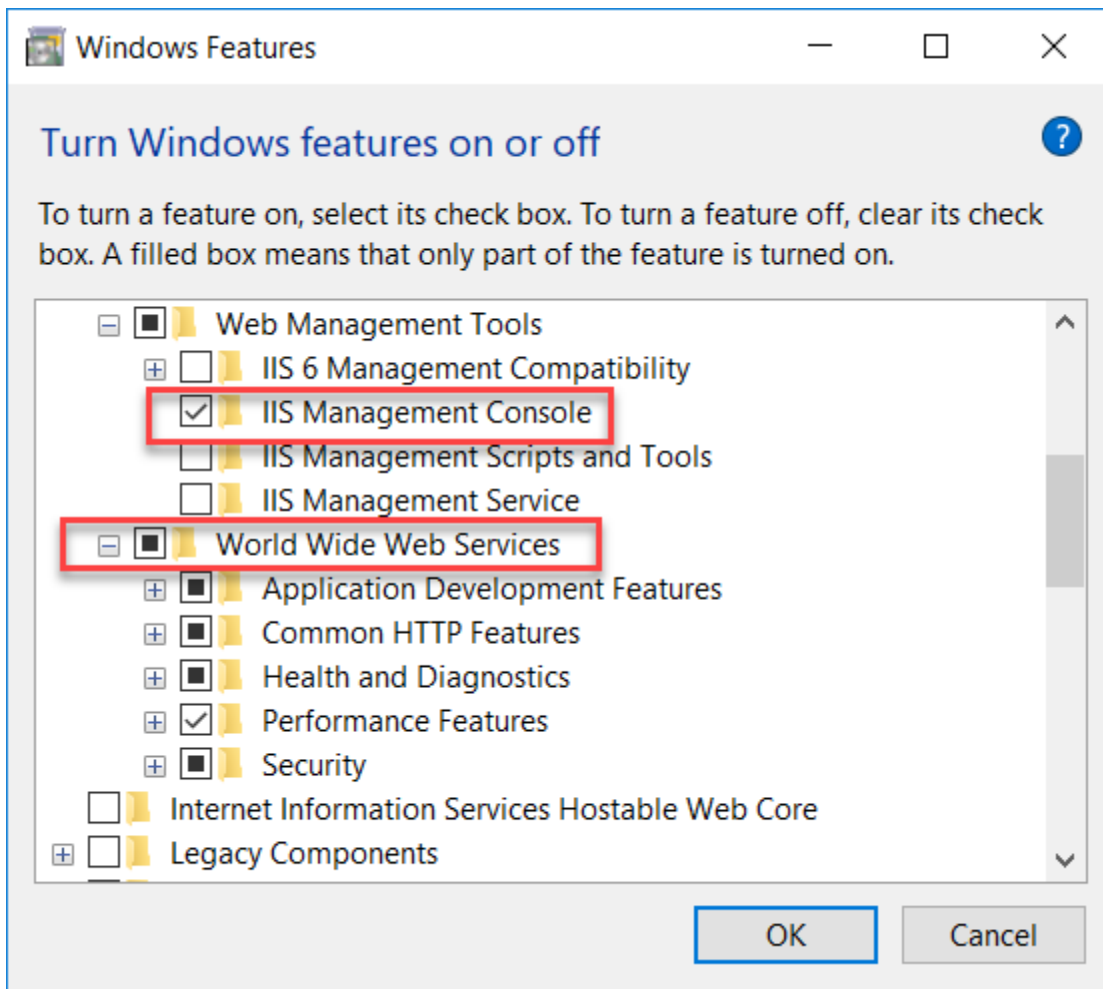 Windows Features
Turn Windows features on or off
?
To turn a feature on, select its check box. To turn a feature off, clear its check
box. A filled box means that only part of the feature is turned on.
Web Management Tools
IIS 6 Management Compatibility
IIS Management Console
IIS Management Scripts and Tools
IIS Management Service
World Wide Web Services
Application Development Features
Common HTTP Features
Health and Diagnostics
Performance Features
Security
Internet Information Services Hostable Web Core
Legacy Components
OK
Cancel